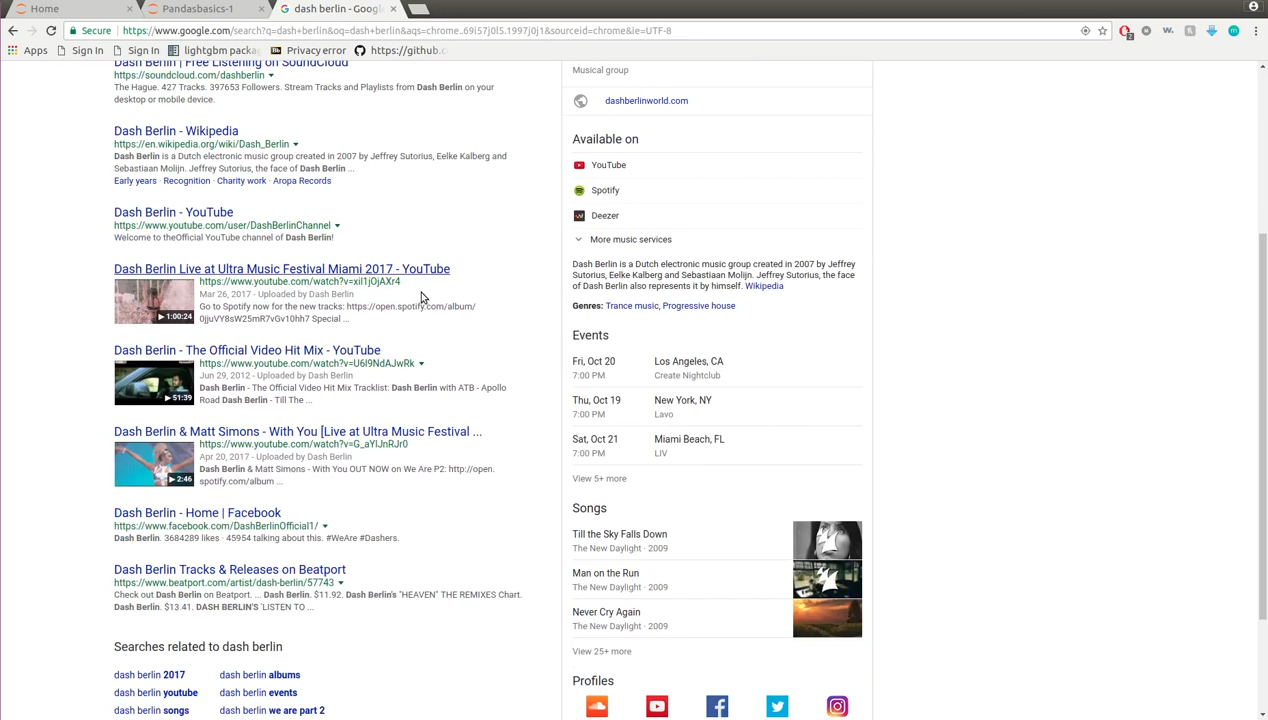 Home
Pandasbasics-1
dash berlin - Googl
Secure https://www.google.com/search?q=dash+berlin&oq=dash+berlin&aqs=chrome..69i57j0l5.1997j0j1&sourceid=chrome&ie=UTF-8
Apps Sign In Sign In lightgbm packa Privacy error https://github.
Dash Berlin | Free Listening on SoundCloud
https://soundcloud.com/dashberlin
The Hague. 427 Tracks. 397653 Followers. Stream Tracks and Playlists from Dash Berlin on your
desktop or mobile device.
Dash Berlin - Wikipedia
https://en.wikipedia.org/wiki/Dash_Berlin
Dash Berlin is a Dutch electronic music group created in 2007 by Jeffrey Sutorius, Eelke Kalberg and
Sebastiaan Molijn. Jeffrey Sutorius, the face of Dash Berlin ...
Early years · Recognition · Charity work · Aropa Records
Dash Berlin - YouTube
https://www.youtube.com/user/DashBerlinChannel
Welcome to theOfficial YouTube channel of Dash Berlin!
Dash Berlin Live at Ultra Music Festival Miami 2017 - YouTube
https://www.youtube.com/watch?v=xiI1jOjAXr4
Mar 26, 2017 - Uploaded by Dash Berlin
Go to Spotify now for the new tracks: https://open.spotify.com/album/
0jjuVY8sW25mR7vGv10hh7 Special ...
1:00:24
Dash Berlin - The Official Video Hit Mix - YouTube
https://www.youtube.com/watch?v=U6I9NdAJwRk
Jun 29, 2012 - Uploaded by Dash Berlin
Dash Berlin - The Official Video Hit Mix Tracklist: Dash Berlin with ATB - Apollo
Road Dash Berlin - Till The ...
51:39
Dash Berlin & Matt Simons - With You [Live at Ultra Music Festival ...
https://www.youtube.com/watch?v=G_aYIJnRJr0
Apr 20, 2017 - Uploaded by Dash Berlin
Dash Berlin & Matt Simons - With You OUT NOW on We Are P2: http://open.
spotify.com/album ...
2:46
Dash Berlin - Home | Facebook
https://www.facebook.com/DashBerlinOfficial1/
Dash Berlin. 3684289 likes · 45954 talking about this. #WeAre #Dashers.
Dash Berlin Tracks & Releases on Beatport
https://www.beatport.com/artist/dash-berlin/57743
Check out Dash Berlin on Beatport. ... Dash Berlin. $11.92. Dash Berlin's "HEAVEN" THE REMIXES Chart.
Dash Berlin. $13.41. DASH BERLIN'S 'LISTEN TO ...
Searches related to dash berlin
dash berlin 2017 dash berlin albums
dash berlin youtube dash berlin events
dash berlin songs dash berlin we are part 2
Musical group
dashberlinworld.com
Available on
YouTube
Spotify
Deezer
More music services
Dash Berlin is a Dutch electronic music group created in 2007 by Jeffrey
Sutorius, Eelke Kalberg and Sebastiaan Molijn. Jeffrey Sutorius, the face
of Dash Berlin also represents it by himself. Wikipedia
Genres: Trance music, Progressive house
Events
Fri, Oct 20 Los Angeles, CA
7:00 PM Create Nightclub
Thu, Oct 19 New York, NY
7:00 PM Lavo
Sat, Oct 21 Miami Beach, FL
7:00 PM LIV
View 5+ more
Songs
Till the Sky Falls Down
The New Daylight · 2009
Man on the Run
The New Daylight · 2009
Never Cry Again
The New Daylight · 2009
View 25+ more
Profiles